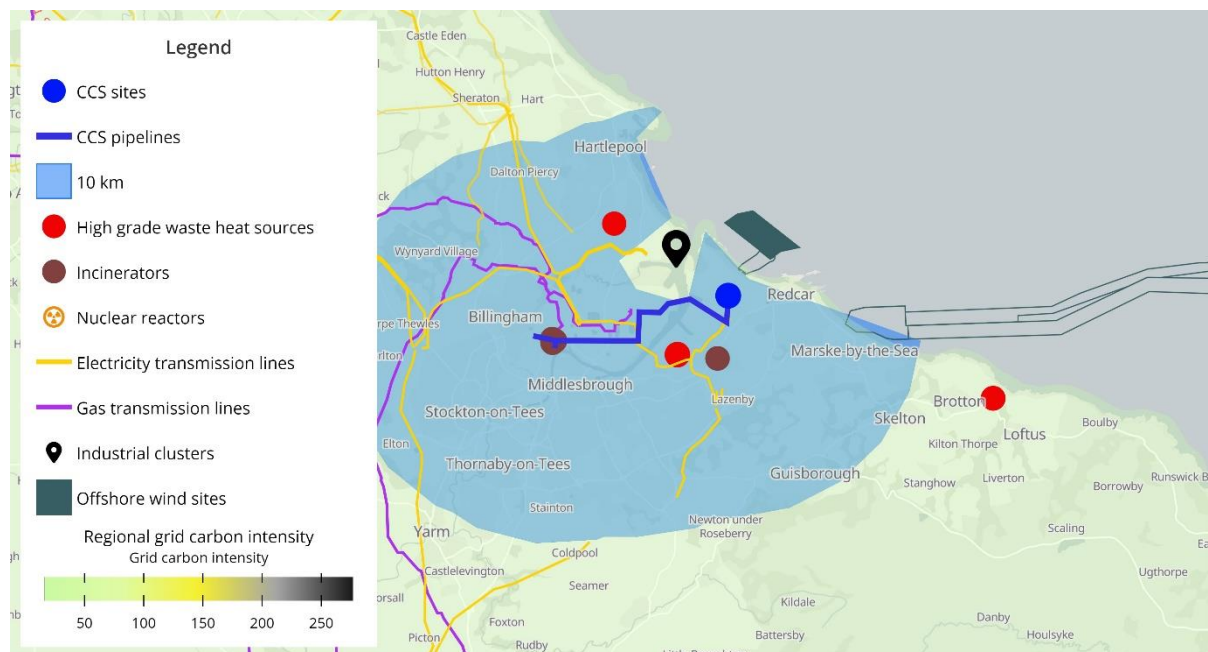 Legend
CCS sites
CCS pipelines
10 km
High grade waste heat sources
Incinerators
Nuclear reactors
Electricity transmission lines
Gas transmission lines
Industrial clusters
Offshore wind sites
Regional grid carbon intensity
Grid carbon intensity
50 100 150 200 250
Castle Eden
Hutton Henry
Sheraton Hart
Hartlepool
Dalton Piercy
Wynyard Village
Redcar
Billingham
Marske-by-the-Sea
Middlesbrough
Lazenby
Brotton
Stockton-on-Tees
Skelton
Loftus Boulby
Elton
Kilton Thorpe
Thornaby-on-Tees
Guisborough
Stanghow Liverton Borrowby
Stainton
Newton under
Roseberry
Yarm
Scaling
Coldpool
Castlelevington Seamer
Ugthorpe
Kildale
Foxton
Danby
Picton
Rudby
Battersby
Houlsyke